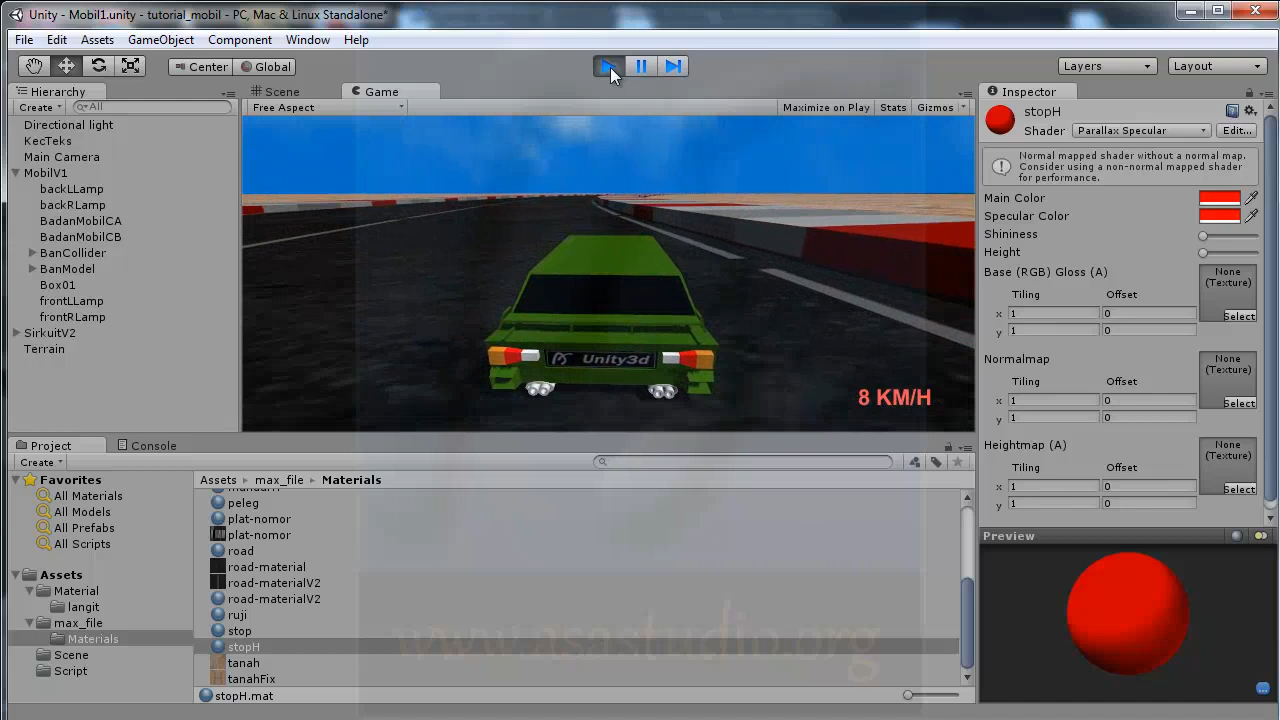 Unity - Mobil1.unity - tutorial_mobil - PC, Mac & Linux Standalone*
File Edit Assets GameObject Component Window Help
Center Global Layers Layout
Hierarchy Scene Game Inspector
Create All Free Aspect Maximize on Play Stats Gizmos
Directional light
KecTeks
Main Camera
MobilV1
backLLamp
backRLamp
BadanMobilCA
BadanMobilCB
BanCollider
BanModel
Box01
frontLLamp
frontRLamp
SirkuitV2
Terrain
Unity3d
8 KM/H
stopH
Shader Parallax Specular Edit...
Normal mapped shader without a normal map.
Consider using a non-normal mapped shader
for performance.
Main Color
Specular Color
Shininess
Height
Base (RGB) Gloss (A) None
(Texture)
Tiling Offset
x 1 0 Select
y 1 0
Normalmap None
(Texture)
Tiling Offset
x 1 0 Select
y 1 0
Heightmap (A) None
(Texture)
Tiling Offset
x 1 0 Select
y 1 0
Preview
Project Console
Create
Favorites
All Materials
All Models
All Prefabs
All Scripts
Assets
Material
langit
max_file
Materials
Scene
Script
Assets max_file Materials
peleg
plat-nomor
plat-nomor
road
road-material
road-materialV2
road-materialV2
ruji
stop
stopH
tanah
tanahFix
stopH.mat
www.asastudio.org